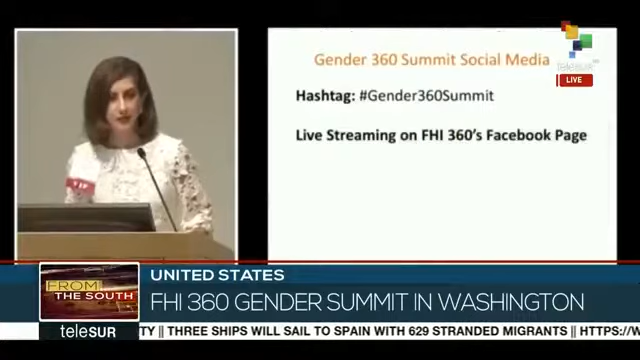 Gender 360 Summit Social Media
teleSUR
LIVE
Hashtag: #Gender360Summit
Live Streaming on FHI 360's Facebook Page
VIP
UNITED STATES
FROM
THE SOUTH
FHI 360 GENDER SUMMIT IN WASHINGTON
teleSUR
TY || THREE SHIPS WILL SAIL TO SPAIN WITH 629 STRANDED MIGRANTS || HTTPS://W